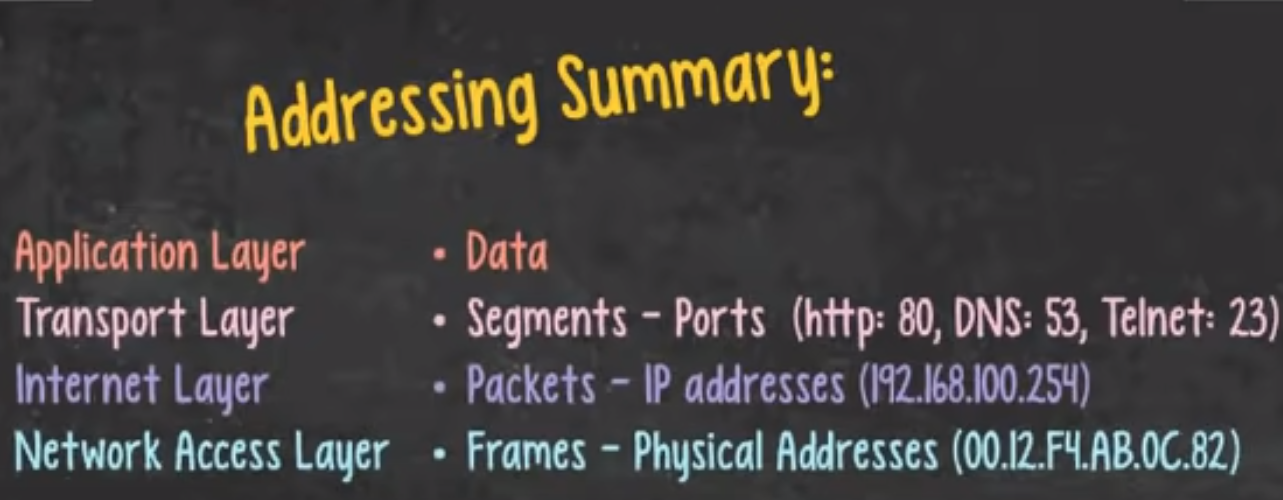 Addressing Summary:
Application Layer • Data
Transport Layer • Segments - Ports (http: 80, DNS: 53, Telnet: 23)
Internet Layer • Packets - IP addresses (192.168.100.254)
Network Access Layer • Frames - Physical Addresses (00.12.F4.AB.0C.82)